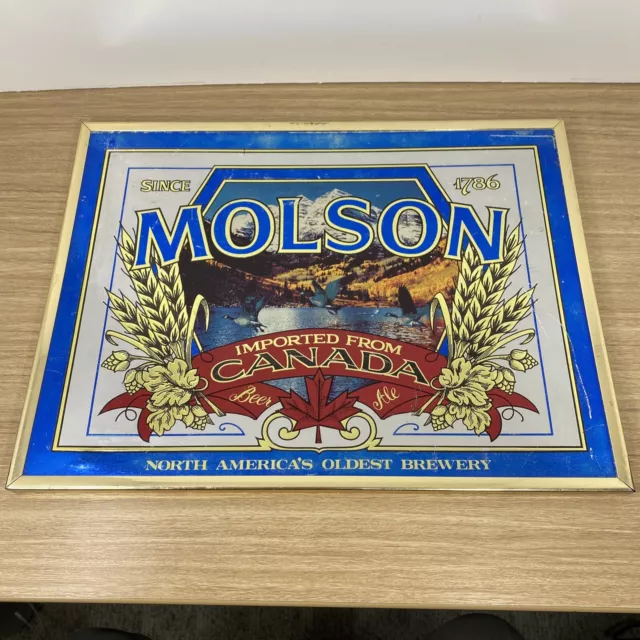 SINCE 1786
MOLSON
IMPORTED FROM
CANADA
Beer Ale
NORTH AMERICA'S OLDEST BREWERY